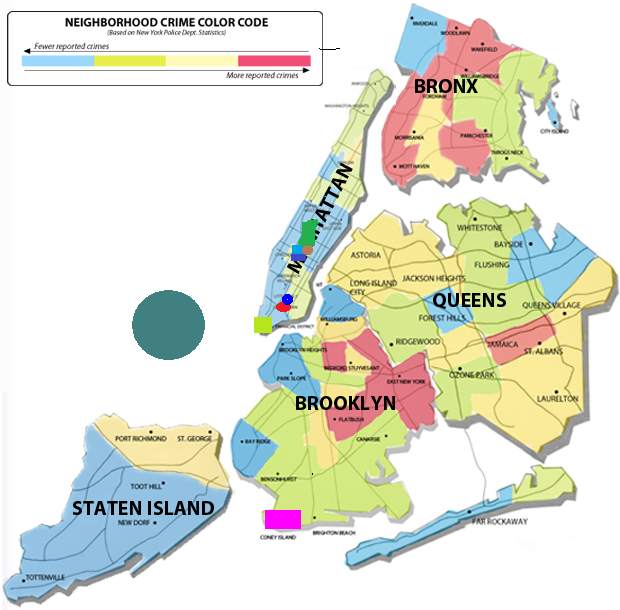 NEIGHBORHOOD CRIME COLOR CODE
(Based on New York Police Dept. Statistics)
Fewer reported crimes
More reported crimes
RIVERDALE
WOODLAWN
WAKEFIELD
WILLIAMSBRIDGE
BRONX
FORDHAM
CITY ISLAND
MORRISANIA
PARKCHESTER
THROGS NECK
MOTT HAVEN
INWOOD
WASHINGTON HEIGHTS
MANHATTAN
WHITESTONE
BAYSIDE
ASTORIA
FLUSHING
JACKSON HEIGHTS
LONG ISLAND
CITY
QUEENS
QUEENS VILLAGE
FOREST HILLS
FINANCIAL DISTRICT
WILLIAMSBURG
RIDGEWOOD
JAMAICA
ST. ALBANS
BROOKLYN HEIGHTS
BEDFORD STUYVESANT
OZONE PARK
PARK SLOPE
EAST NEW YORK
LAURELTON
BROOKLYN
FLATBUSH
CANARSIE
BAY RIDGE
BENSONHURST
PORT RICHMOND
ST. GEORGE
TOOT HILL
STATEN ISLAND
NEW DORF
FAR ROCKAWAY
CONEY ISLAND
BRIGHTON BEACH
TOTTENVILLE